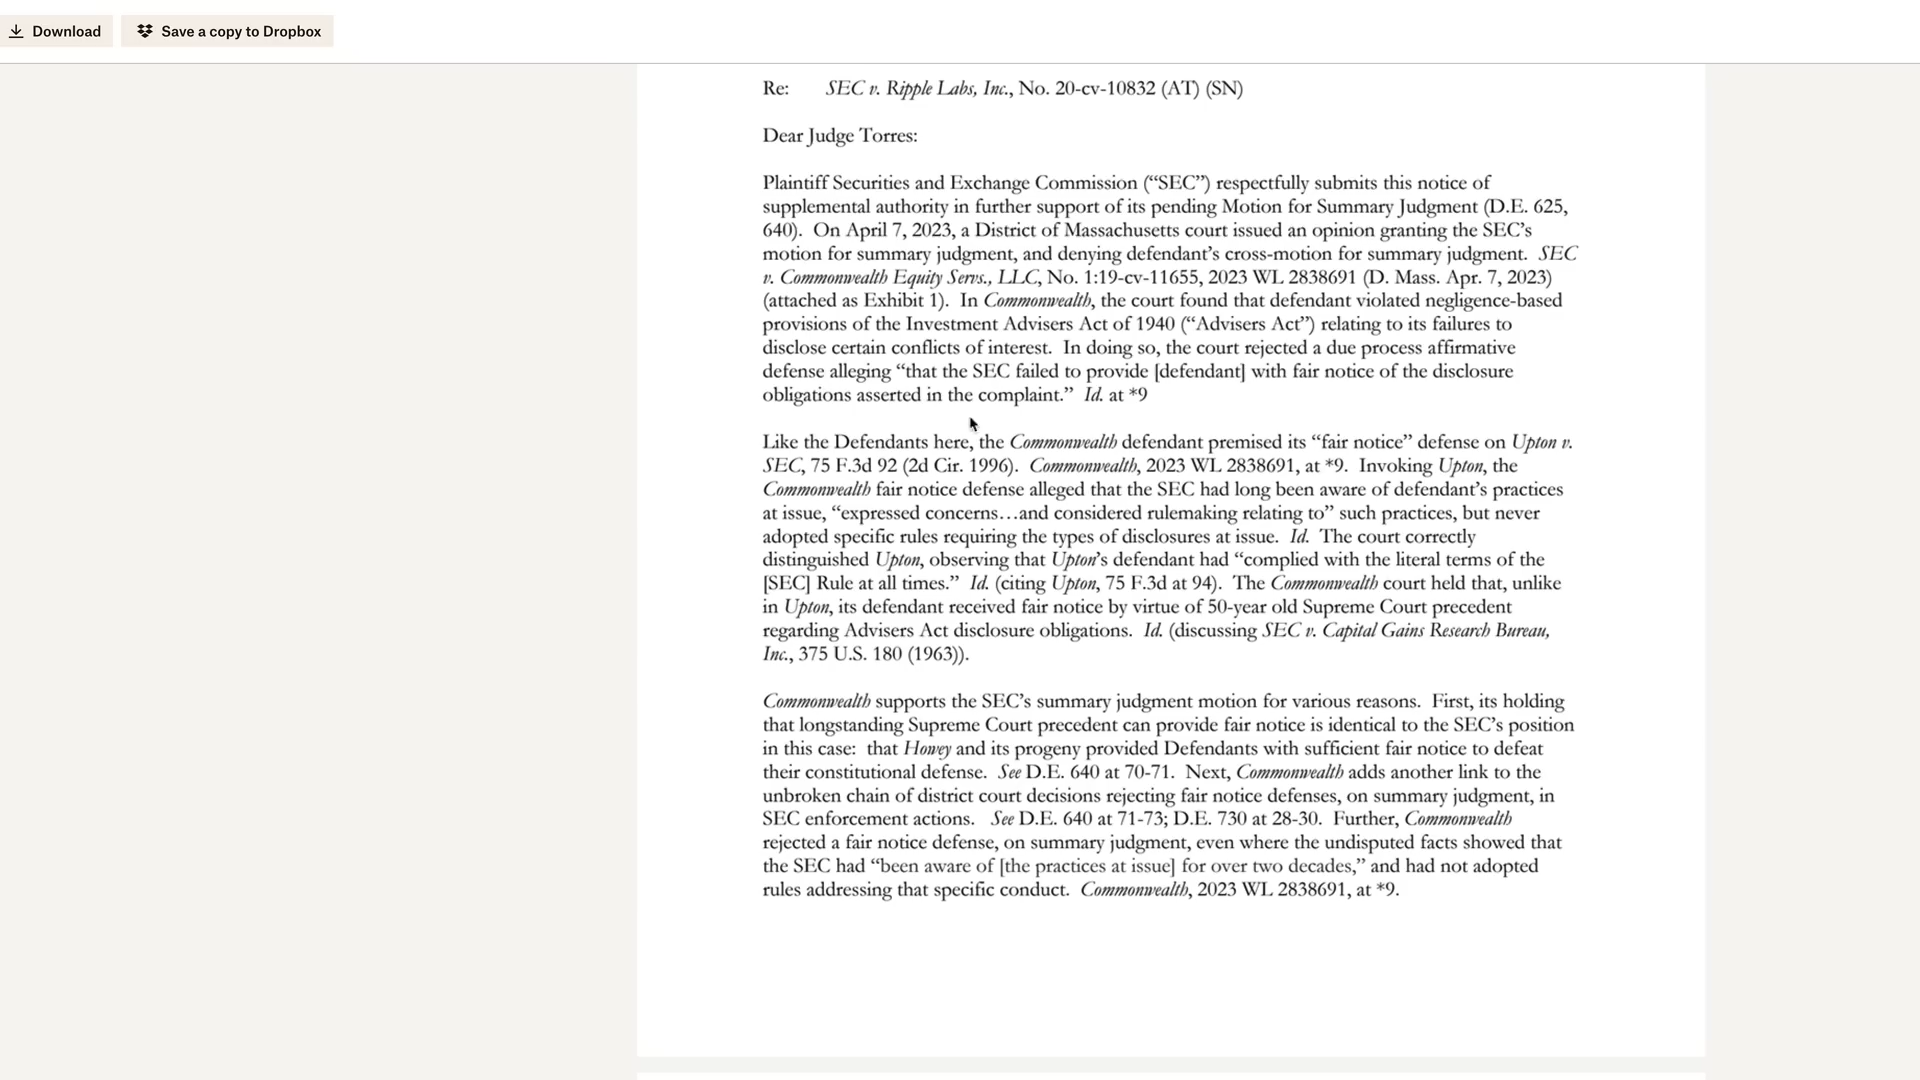 Download
Save a copy to Dropbox
Re: SEC v. Ripple Labs, Inc., No. 20-cv-10832 (AT) (SN)
Dear Judge Torres:
Plaintiff Securities and Exchange Commission (“SEC”) respectfully submits this notice of
supplemental authority in further support of its pending Motion for Summary Judgment (D.E. 625,
640). On April 7, 2023, a District of Massachusetts court issued an opinion granting the SEC’s
motion for summary judgment, and denying defendant’s cross-motion for summary judgment. SEC
v. Commonwealth Equity Servs., LLC, No. 1:19-cv-11655, 2023 WL 2838691 (D. Mass. Apr. 7, 2023)
(attached as Exhibit 1). In Commonwealth, the court found that defendant violated negligence-based
provisions of the Investment Advisers Act of 1940 (“Advisers Act”) relating to its failures to
disclose certain conflicts of interest. In doing so, the court rejected a due process affirmative
defense alleging “that the SEC failed to provide [defendant] with fair notice of the disclosure
obligations asserted in the complaint.” Id. at *9
Like the Defendants here, the Commonwealth defendant premised its “fair notice” defense on Upton v.
SEC, 75 F.3d 92 (2d Cir. 1996). Commonwealth, 2023 WL 2838691, at *9. Invoking Upton, the
Commonwealth fair notice defense alleged that the SEC had long been aware of defendant’s practices
at issue, “expressed concerns…and considered rulemaking relating to” such practices, but never
adopted specific rules requiring the types of disclosures at issue. Id. The court correctly
distinguished Upton, observing that Upton’s defendant had “complied with the literal terms of the
[SEC] Rule at all times.” Id. (citing Upton, 75 F.3d at 94). The Commonwealth court held that, unlike
in Upton, its defendant received fair notice by virtue of 50-year old Supreme Court precedent
regarding Advisers Act disclosure obligations. Id. (discussing SEC v. Capital Gains Research Bureau,
Inc., 375 U.S. 180 (1963)).
Commonwealth supports the SEC’s summary judgment motion for various reasons. First, its holding
that longstanding Supreme Court precedent can provide fair notice is identical to the SEC’s position
in this case: that Howey and its progeny provided Defendants with sufficient fair notice to defeat
their constitutional defense. See D.E. 640 at 70-71. Next, Commonwealth adds another link to the
unbroken chain of district court decisions rejecting fair notice defenses, on summary judgment, in
SEC enforcement actions. See D.E. 640 at 71-73; D.E. 730 at 28-30. Further, Commonwealth
rejected a fair notice defense, on summary judgment, even where the undisputed facts showed that
the SEC had “been aware of [the practices at issue] for over two decades,” and had not adopted
rules addressing that specific conduct. Commonwealth, 2023 WL 2838691, at *9.